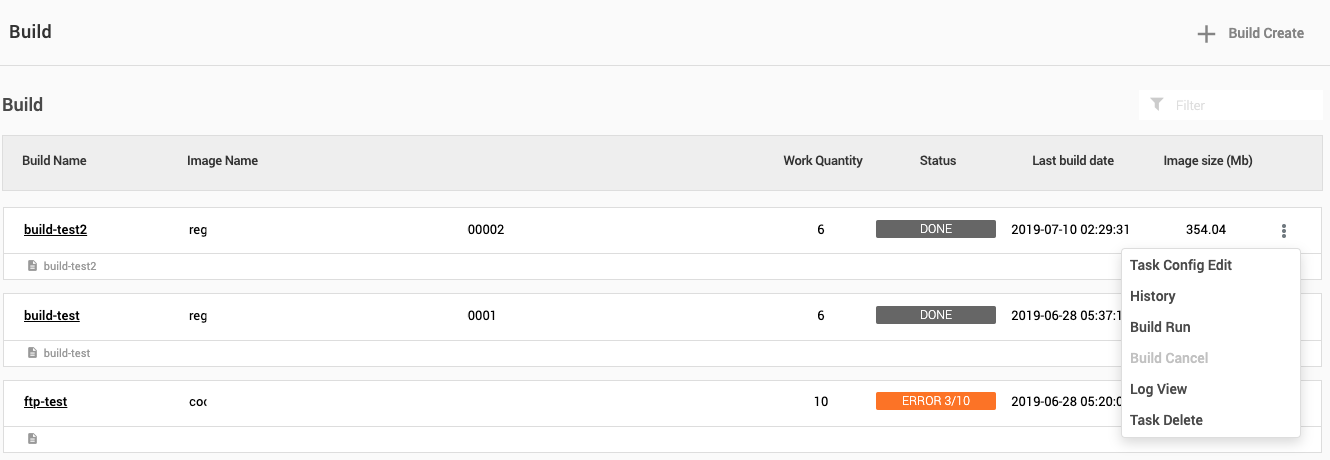 Build
Build Create
Build
Filter
Build Name Image Name Work Quantity Status Last build date Image size (Mb)
build-test2 reg 00002 6 DONE 2019-07-10 02:29:31 354.04
build-test2
Task Config Edit
build-test reg 0001 6 DONE 2019-06-28 05:37:1
History
Build Run
build-test
Build Cancel
Log View
ftp-test coc 10 ERROR 3/10 2019-06-28 05:20:0
Task Delete